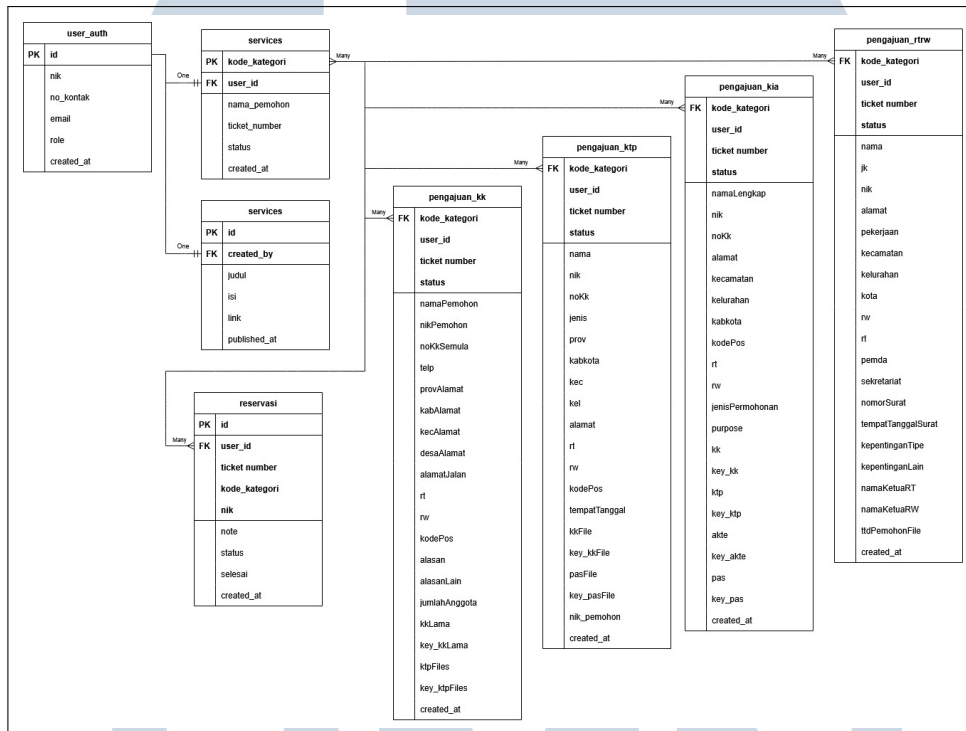 user_auth
PK id
nik
no_kontak
email
role
created_at
services
PK kode_kategori
FK user_id
nama_pemohon
ticket_number
status
created_at
services
PK id
FK created_by
judul
isi
link
published_at
reservasi
PK id
FK user_id
ticket number
kode_kategori
nik
note
status
selesai
created_at
pengajuan_kk
FK kode_kategori
user_id
ticket number
status
namaPemohon
nikPemohon
noKkSemula
telp
provAlamat
kabAlamat
kecAlamat
desaAlamat
alamatJalan
rt
rw
kodePos
alasan
alasanLain
jumlahAnggota
kkLama
key_kkLama
ktpFiles
key_ktpFiles
created_at
pengajuan_ktp
FK kode_kategori
user_id
ticket number
status
nama
nik
noKk
jenis
prov
kabkota
kec
kel
alamat
rt
rw
kodePos
tempatTanggal
kkFile
key_kkFile
pasFile
key_pasFile
nik_pemohon
created_at
pengajuan_kia
FK kode_kategori
user_id
ticket number
status
namaLengkap
nik
noKk
alamat
kecamatan
kelurahan
kabkota
kodePos
rt
rw
jenisPermohonan
purpose
kk
key_kk
ktp
key_ktp
akte
key_akte
pas
key_pas
created_at
pengajuan_rtrw
FK kode_kategori
user_id
ticket number
status
nama
jk
nik
alamat
pekerjaan
kecamatan
kelurahan
kota
rw
rt
pemda
sekretariat
nomorSurat
tempatTanggalSurat
kepentinganTipe
kepentinganLain
namaKetuaRT
namaKetuaRW
ttdPemohonFile
created_at
One
One
Many
Many
Many
Many
Many
Many